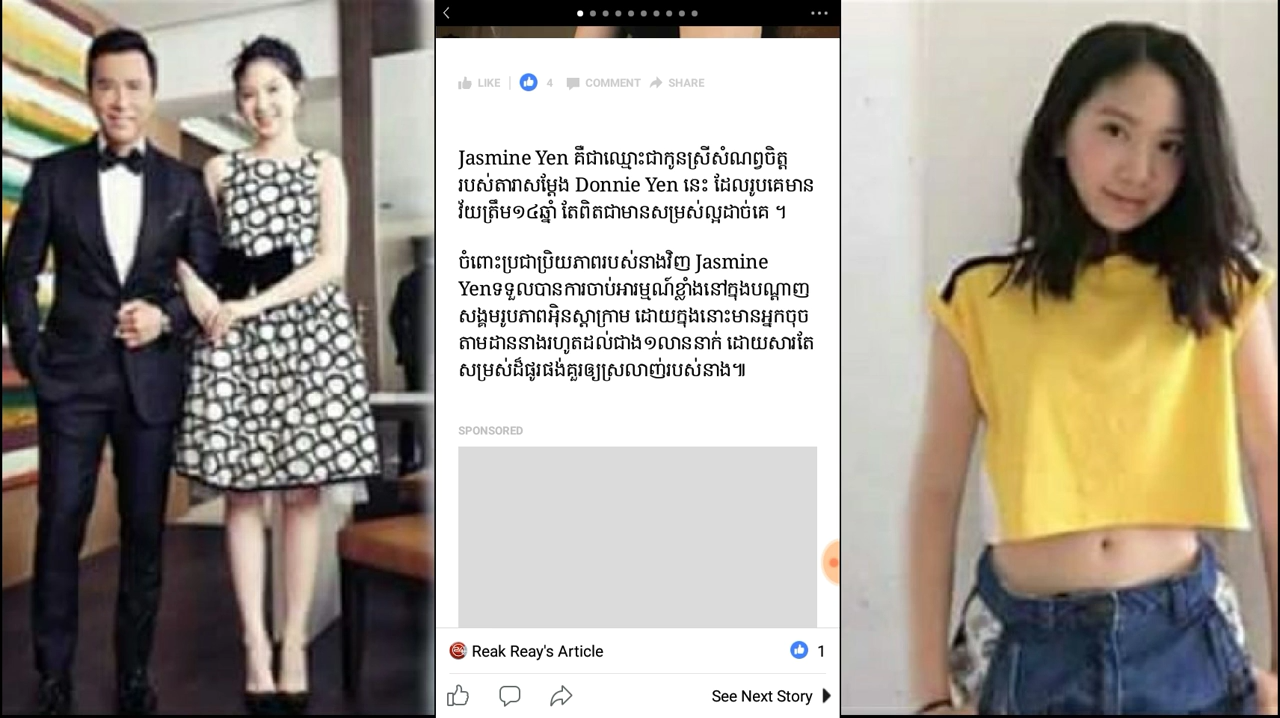 LIKE 4 COMMENT SHARE
Jasmine Yen គឺជាឈ្មោះជាកូនស្រីសំណព្វចិត្ត
របស់តារាសម្ដែង Donnie Yen នេះ ដែលរូបគេមាន
វ័យត្រឹម១៤ឆ្នាំ តែពិតជាមានសម្រស់ល្អដាច់គេ ។
ចំពោះប្រជាប្រិយភាពរបស់នាងវិញ Jasmine
Yenទទួលបានការចាប់អារម្មណ៍ខ្លាំងនៅក្នុងបណ្ដាញ
សង្គមរូបភាពអ៊ិនស្ដាក្រាម ដោយក្នុងនោះមានអ្នកចុច
តាមដាននាងរហូតដល់ជាង១លាននាក់ ដោយសារតែ
សម្រស់ដ៏ផូរផង់គួរឲ្យស្រលាញ់របស់នាង៕
SPONSORED
Reak Reay's Article 1
See Next Story